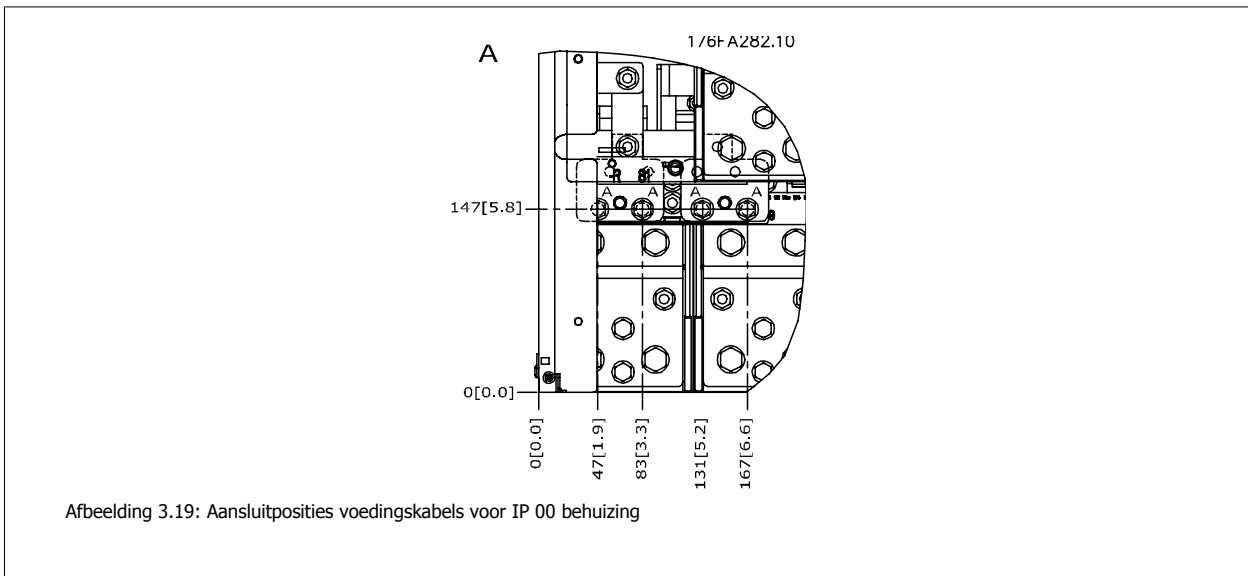 A
176FA282.10
R 81
A A A A
147[5.8]
0[0.0]
0[0.0]
47[1.9]
83[3.3]
131[5.2]
167[6.6]
Afbeelding 3.19: Aansluitposities voedingskabels voor IP 00 behuizing